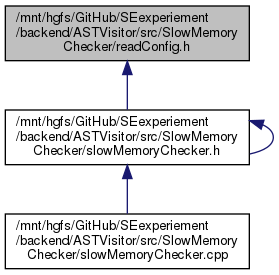 /mnt/hgfs/GitHub/SEexperiement
/backend/ASTVisitor/src/SlowMemory
Checker/readConfig.h
/mnt/hgfs/GitHub/SEexperiement
/backend/ASTVisitor/src/SlowMemory
Checker/slowMemoryChecker.h
/mnt/hgfs/GitHub/SEexperiement
/backend/ASTVisitor/src/SlowMemory
Checker/slowMemoryChecker.cpp